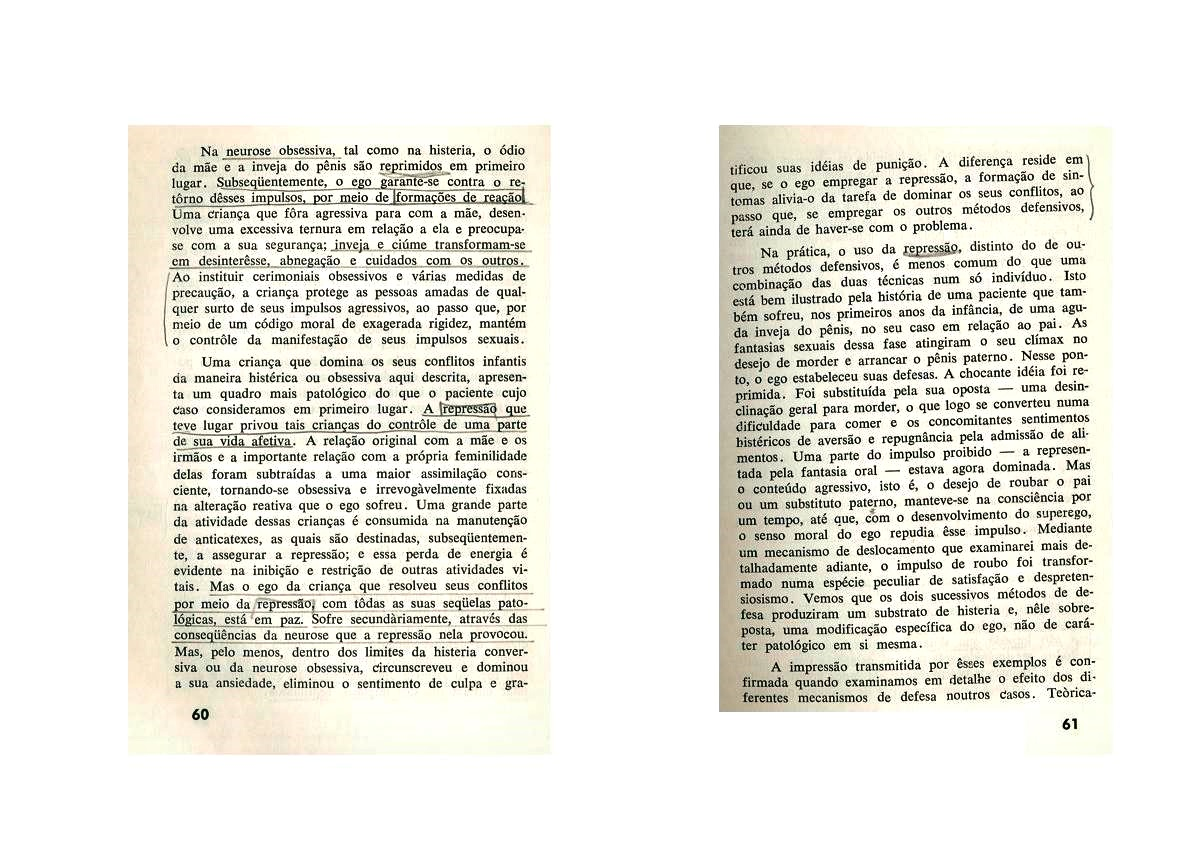 Na neurose obsessiva, tal como na histeria, o ódio
da mãe e a inveja do pênis são reprimidos em primeiro
lugar. Subseqüentemente, o ego garante-se contra o re-
tôrno dêsses impulsos, por meio de formações de reação.
Uma criança que fôra agressiva para com a mãe, desen-
volve uma excessiva ternura em relação a ela e preocupa-
se com a sua segurança; inveja e ciúme transformam-se
em desinterêsse, abnegação e cuidados com os outros.
Ao instituir cerimoniais obsessivos e várias medidas de
precaução, a criança protege as pessoas amadas de qual-
quer surto de seus impulsos agressivos, ao passo que, por
meio de um código moral de exagerada rigidez, mantém
o contrôle da manifestação de seus impulsos sexuais.
Uma criança que domina os seus conflitos infantis
da maneira histérica ou obsessiva aqui descrita, apresen-
ta um quadro mais patológico do que o paciente cujo
caso consideramos em primeiro lugar. A repressão que
teve lugar privou tais crianças do contrôle de uma parte
de sua vida afetiva. A relação original com a mãe e os
irmãos e a importante relação com a própria feminilidade
delas foram subtraídas a uma maior assimilação cons-
ciente, tornando-se obsessiva e irrevogàvelmente fixadas
na alteração reativa que o ego sofreu. Uma grande parte
da atividade dessas crianças é consumida na manutenção
de anticatexes, as quais são destinadas, subseqüentemen-
te, a assegurar a repressão; e essa perda de energia é
evidente na inibição e restrição de outras atividades vi-
tais. Mas o ego da criança que resolveu seus conflitos
por meio da repressão, com tôdas as suas seqüelas pato-
lógicas, está em paz. Sofre secundàriamente, através das
conseqüências da neurose que a repressão nela provocou.
Mas, pelo menos, dentro dos limites da histeria conver-
siva ou da neurose obsessiva, circunscreveu e dominou
a sua ansiedade, eliminou o sentimento de culpa e gra-
60
tificou suas idéias de punição. A diferença reside em
que, se o ego empregar a repressão, a formação de sin-
tomas alivia-o da tarefa de dominar os seus conflitos, ao
passo que, se empregar os outros métodos defensivos,
terá ainda de haver-se com o problema.
Na prática, o uso da repressão, distinto do de ou-
tros métodos defensivos, é menos comum do que uma
combinação das duas técnicas num só indivíduo. Isto
está bem ilustrado pela história de uma paciente que tam-
bém sofreu, nos primeiros anos da infância, de uma agu-
da inveja do pênis, no seu caso em relação ao pai. As
fantasias sexuais dessa fase atingiram o seu clímax no
desejo de morder e arrancar o pênis paterno. Nesse pon-
to, o ego estabeleceu suas defesas. A chocante idéia foi re-
primida. Foi substituída pela sua oposta — uma desin-
clinação geral para morder, o que logo se converteu numa
dificuldade para comer e os concomitantes sentimentos
histéricos de aversão e repugnância pela admissão de ali-
mentos. Uma parte do impulso proibido — a represen-
tada pela fantasia oral — estava agora dominada. Mas
o conteúdo agressivo, isto é, o desejo de roubar o pai
ou um substituto paterno, manteve-se na consciência por
um tempo, até que, com o desenvolvimento do superego,
o senso moral do ego repudia êsse impulso. Mediante
um mecanismo de deslocamento que examinarei mais de-
talhadamente adiante, o impulso de roubo foi transfor-
mado numa espécie peculiar de satisfação e despreten-
siosismo. Vemos que os dois sucessivos métodos de de-
fesa produziram um substrato de histeria e, nêle sobre-
posta, uma modificação específica do ego, não de cará-
ter patológico em si mesma.
A impressão transmitida por êsses exemplos é con-
firmada quando examinamos em detalhe o efeito dos di-
ferentes mecanismos de defesa noutros casos. Teòrica-
61